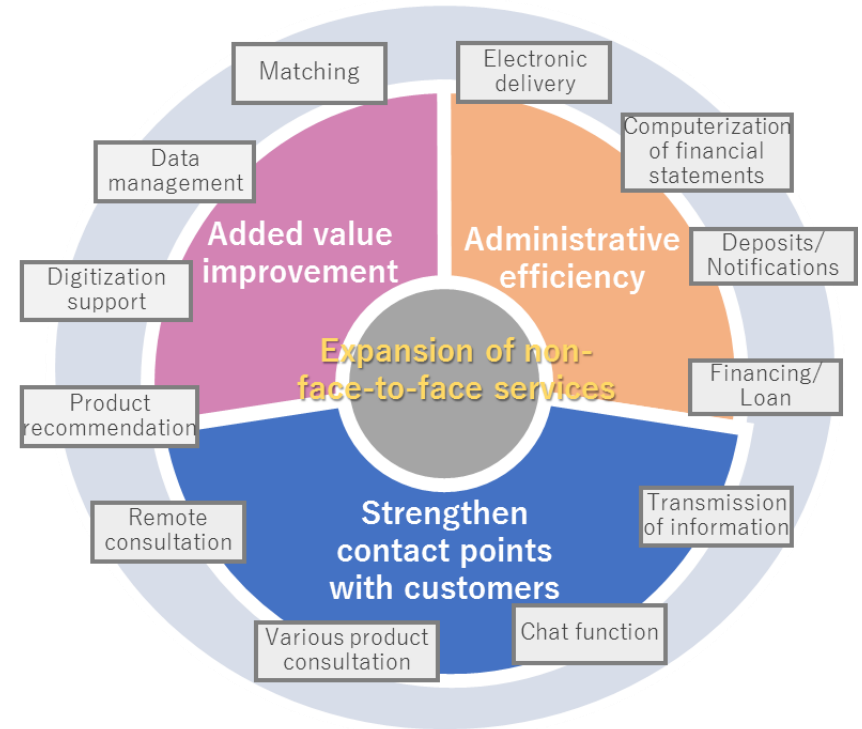 Matching
Electronic
delivery
Computerization
of financial
statements
Data
management
Added value
improvement
Administrative
efficiency
Deposits/
Notifications
Digitization
support
Expansion of non-
face-to-face services
Financing/
Loan
Product
recommendation
Strengthen
contact points
with customers
Transmission
of information
Remote
consultation
Various product
consultation
Chat function